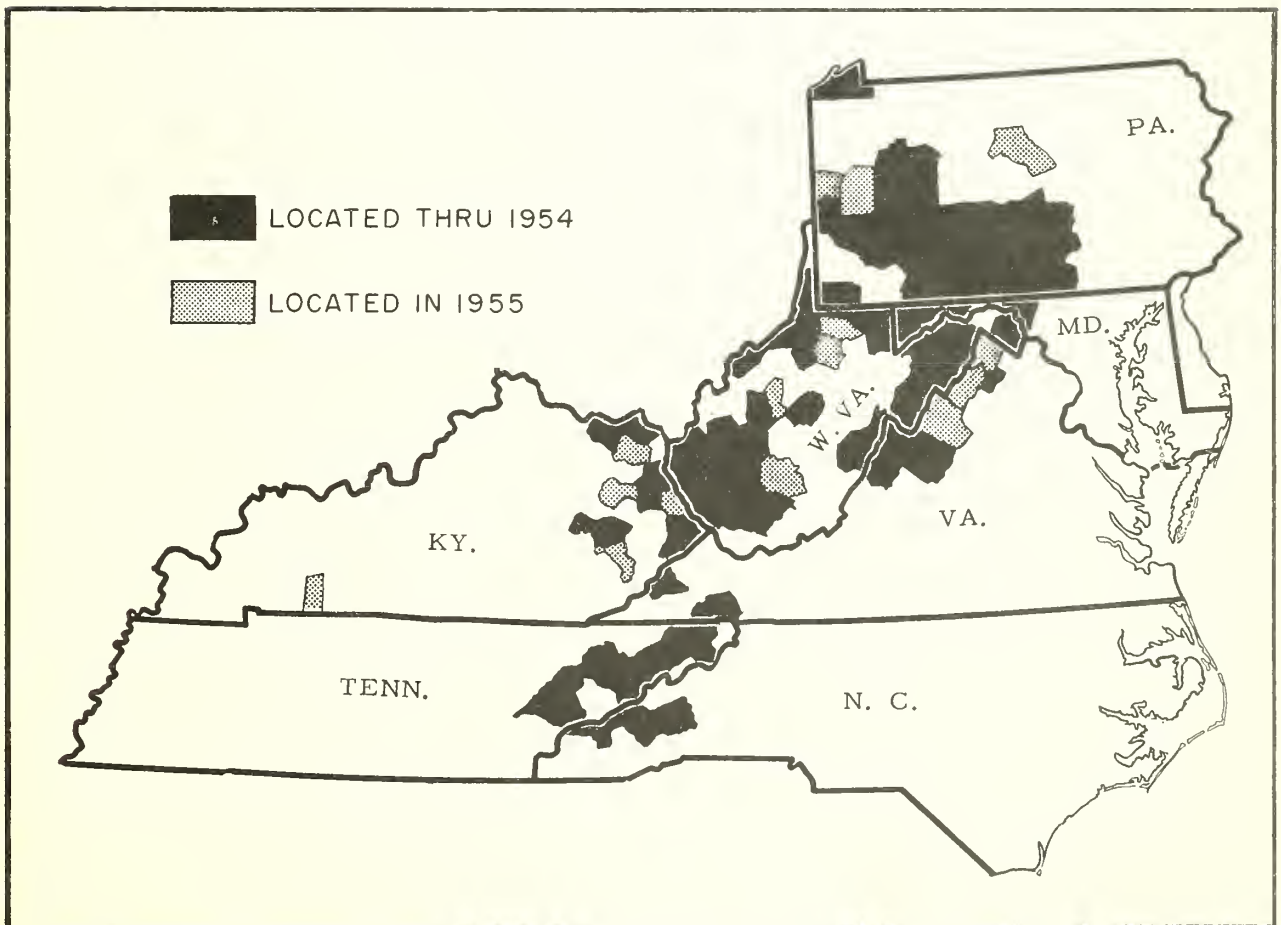 PA.
LOCATED THRU 1954
LOCATED IN 1955
MD.
W. VA.
VA.
KY.
TENN.
N. C.